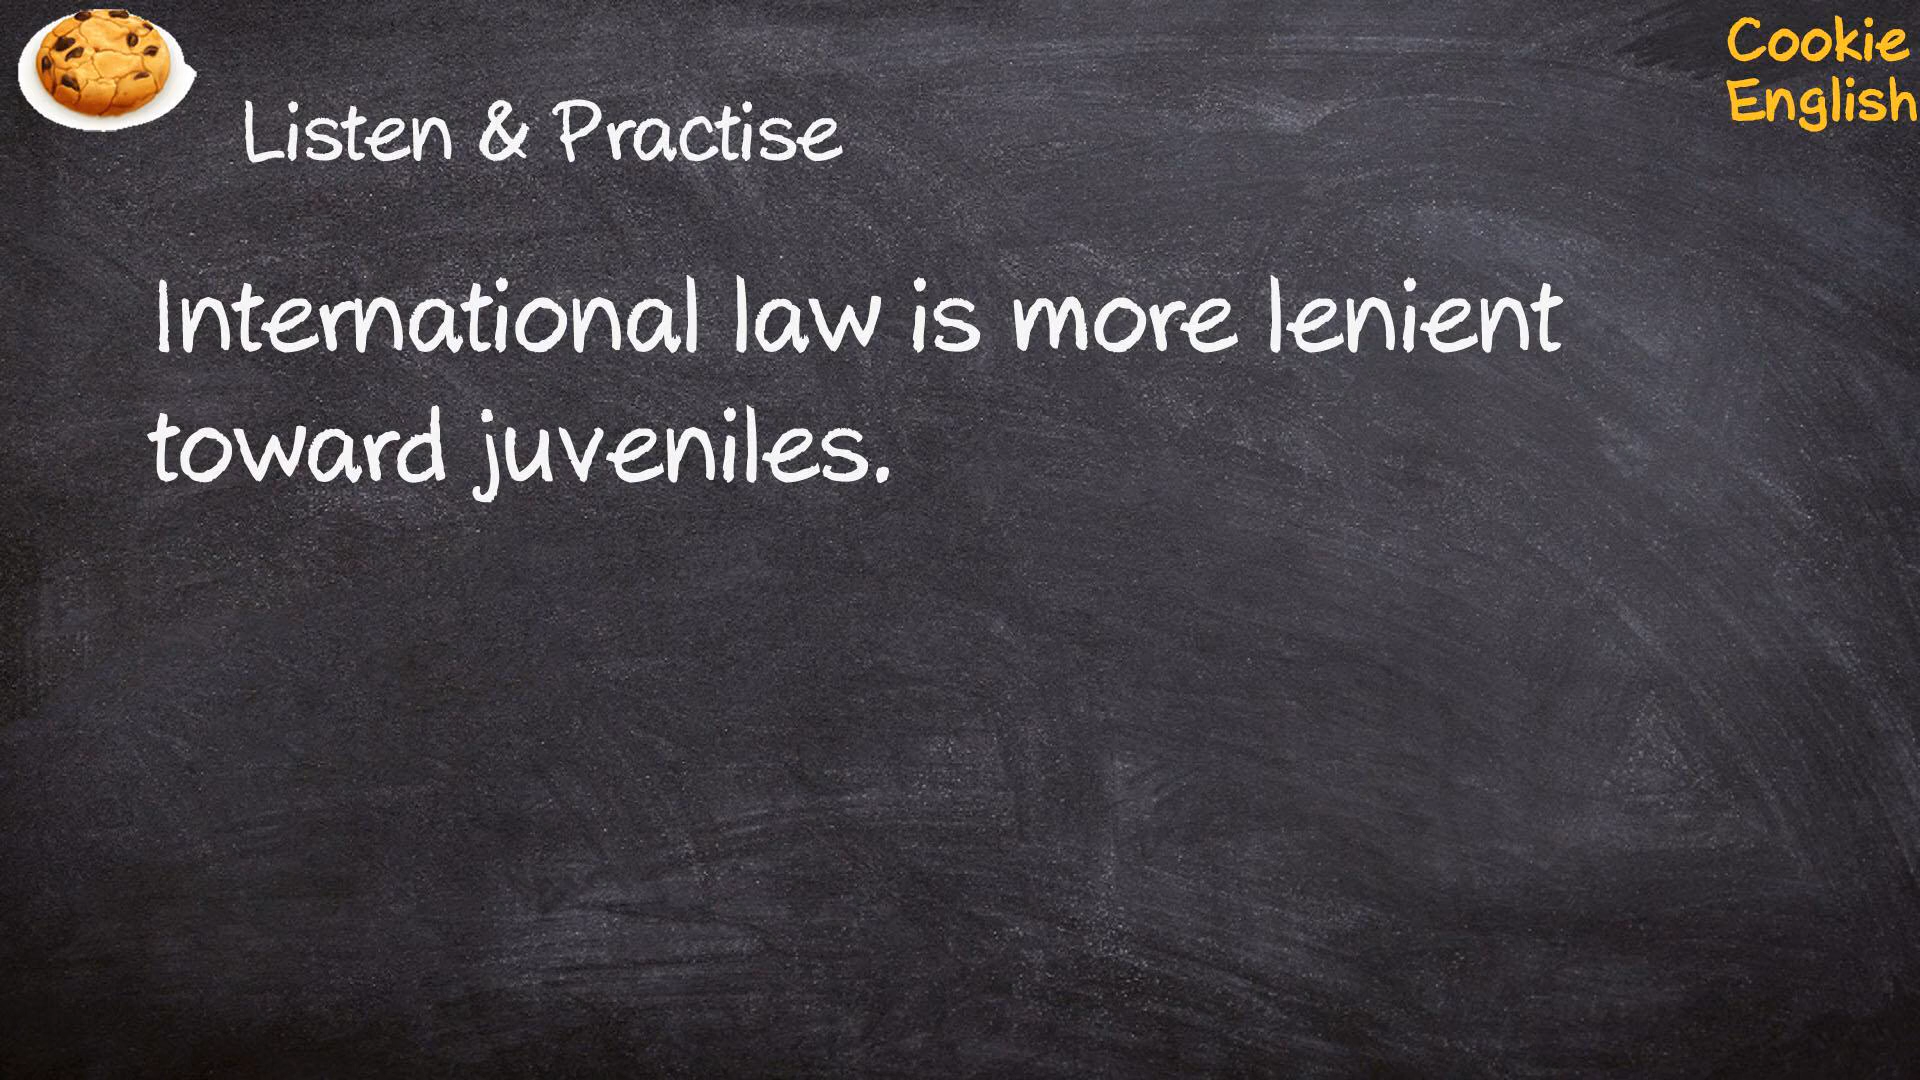 Cookie
English
Listen & Practise
International law is more lenient
toward juveniles.